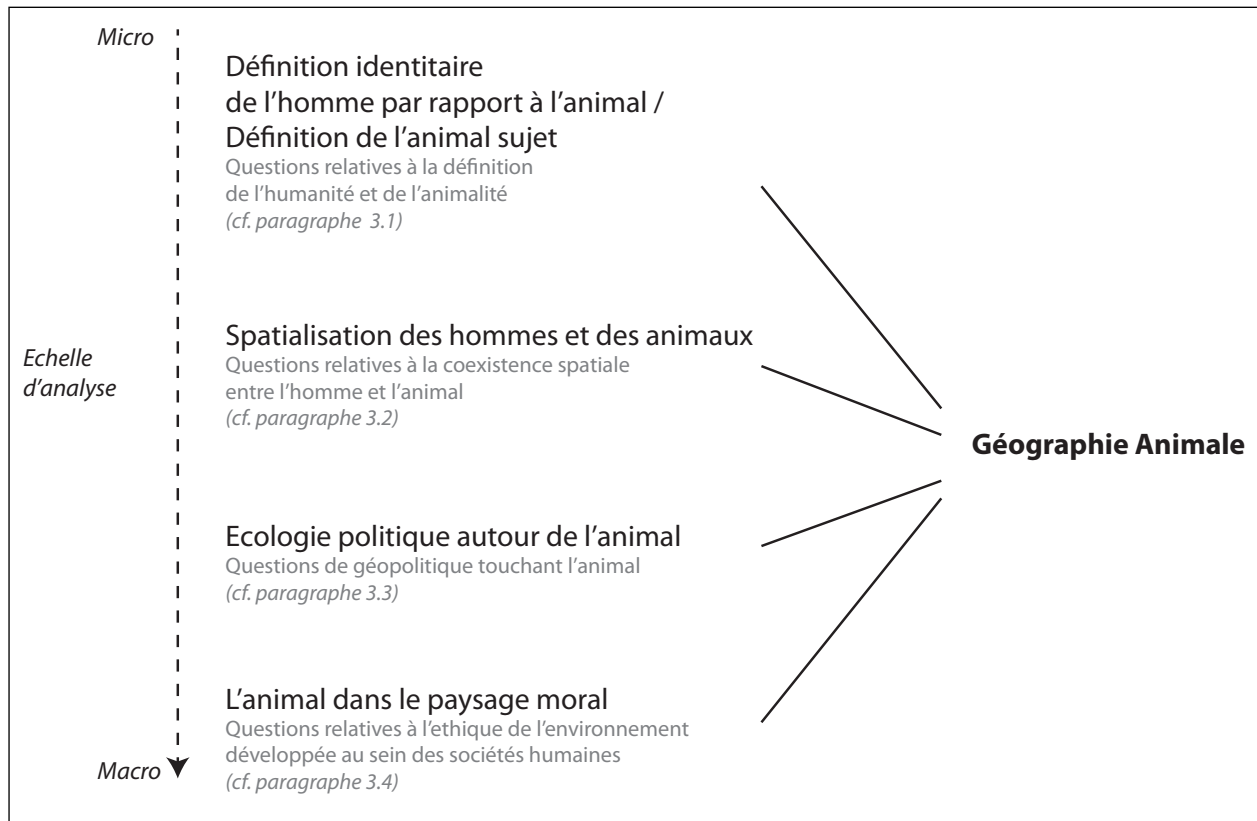 Micro
Définition identitaire
de l'homme par rapport à l'animal /
Définition de l'animal sujet
Questions relatives à la définition
de l'humanité et de l'animalité
(cf. paragraphe 3.1)
Spatialisation des hommes et des animaux
Questions relatives à la coexistence spatiale
entre l'homme et l'animal
(cf. paragraphe 3.2)
Echelle
d'analyse
Géographie Animale
Ecologie politique autour de l'animal
Questions de géopolitique touchant l'animal
(cf. paragraphe 3.3)
L'animal dans le paysage moral
Questions relatives à l'ethique de l'environnement
développée au sein des sociétés humaines
(cf. paragraphe 3.4)
Macro